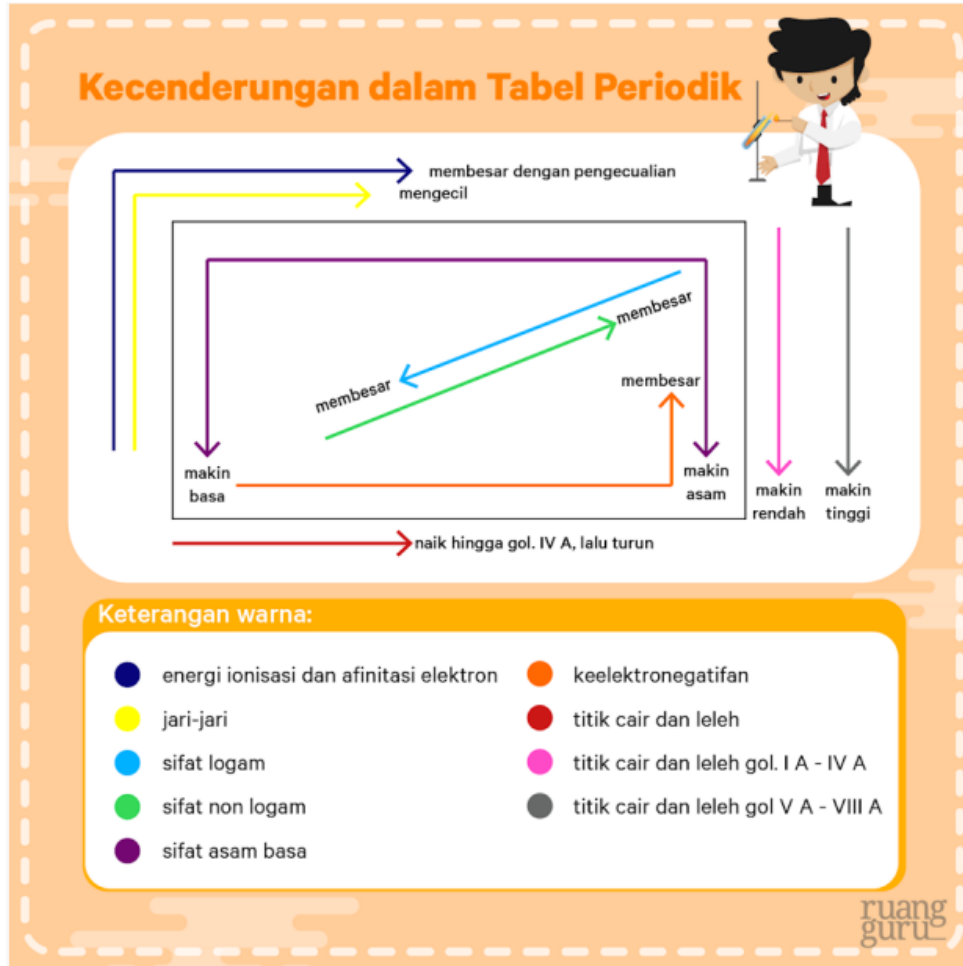 Kecenderungan dalam Tabel Periodik
membesar dengan pengecualian
mengecil
membesar
membesar
membesar
makin
basa
makin
asam
makin
rendah
makin
tinggi
naik hingga gol. IV A, lalu turun
Keterangan warna:
energi ionisasi dan afinitasi elektron
jari-jari
sifat logam
sifat non logam
sifat asam basa
keelektronegatifan
titik cair dan leleh
titik cair dan leleh gol. I A - IV A
titik cair dan leleh gol V A - VIII A
ruang
guru